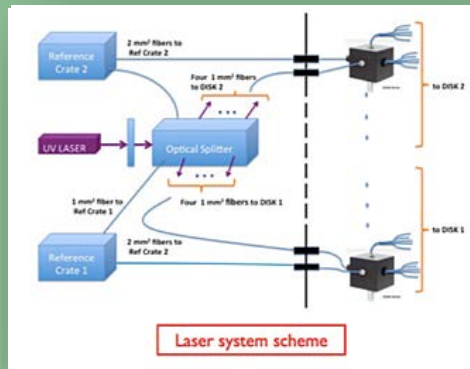 2 mm² fibers to
Ref Crate 2
Reference
Crate 2
Four 1 mm² fibers
to DISK 2
...
to DISK 2
UV LASER
Optical Splitter
...
1 mm² fiber to
Ref Crate 1
Four 1 mm² fibers to DISK 1
2 mm² fibers to
Ref Crate 2
Reference
Crate 1
to DISK 1
Laser system scheme